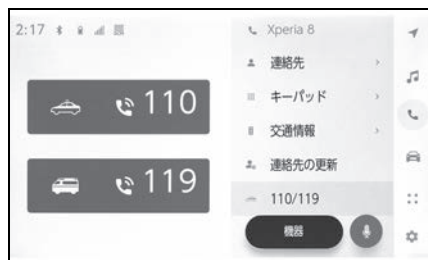 2:17
110
119
Xperia 8
連絡先
キーパッド
交通情報
連絡先の更新
110/119
機器